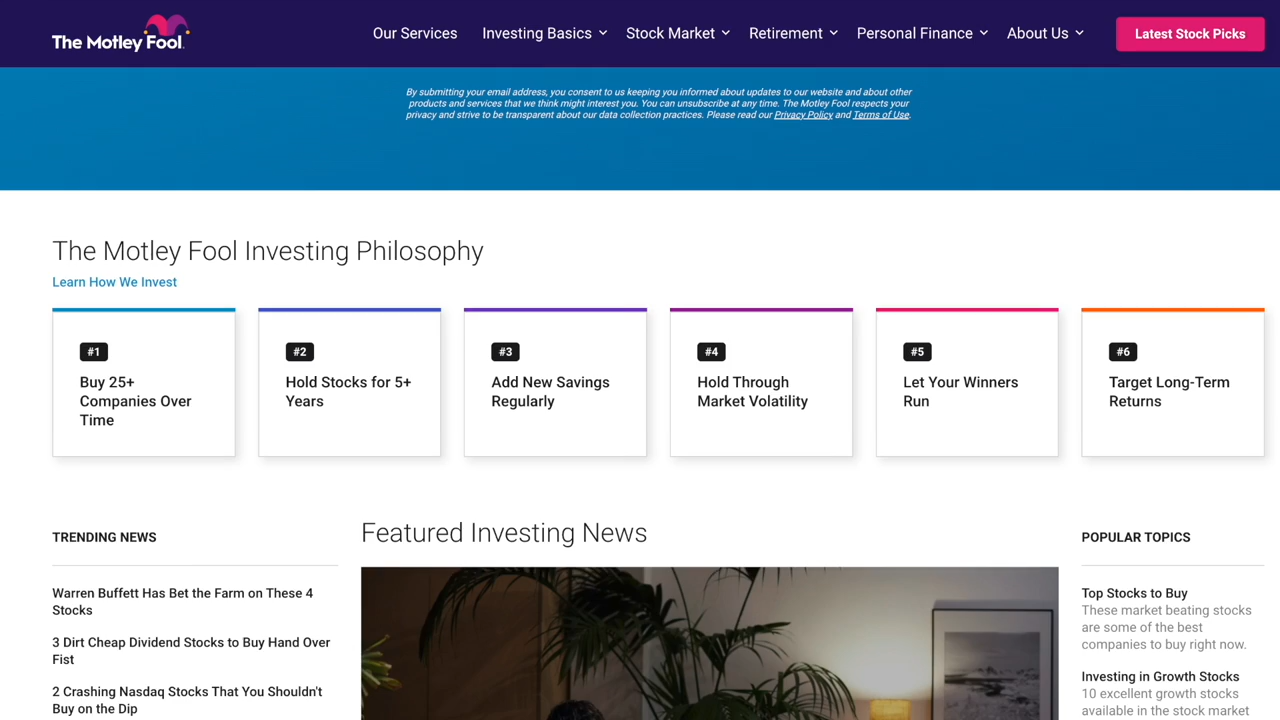 The Motley Fool
Our Services
Investing Basics
Stock Market
Retirement
Personal Finance
About Us
Latest Stock Picks
By submitting your email address, you consent to us keeping you informed about updates to our website and about other
products and services that we think might interest you. You can unsubscribe at any time. The Motley Fool respects your
privacy and strive to be transparent about our data collection practices. Please read our Privacy Policy and Terms of Use.
The Motley Fool Investing Philosophy
Learn How We Invest
#1
Buy 25+
Companies Over
Time
#2
Hold Stocks for 5+
Years
#3
Add New Savings
Regularly
#4
Hold Through
Market Volatility
#5
Let Your Winners
Run
#6
Target Long-Term
Returns
TRENDING NEWS
Warren Buffett Has Bet the Farm on These 4
Stocks
3 Dirt Cheap Dividend Stocks to Buy Hand Over
Fist
2 Crashing Nasdaq Stocks That You Shouldn't
Buy on the Dip
Featured Investing News
POPULAR TOPICS
Top Stocks to Buy
These market beating stocks
are some of the best
companies to buy right now.
Investing in Growth Stocks
10 excellent growth stocks
available in the stock market